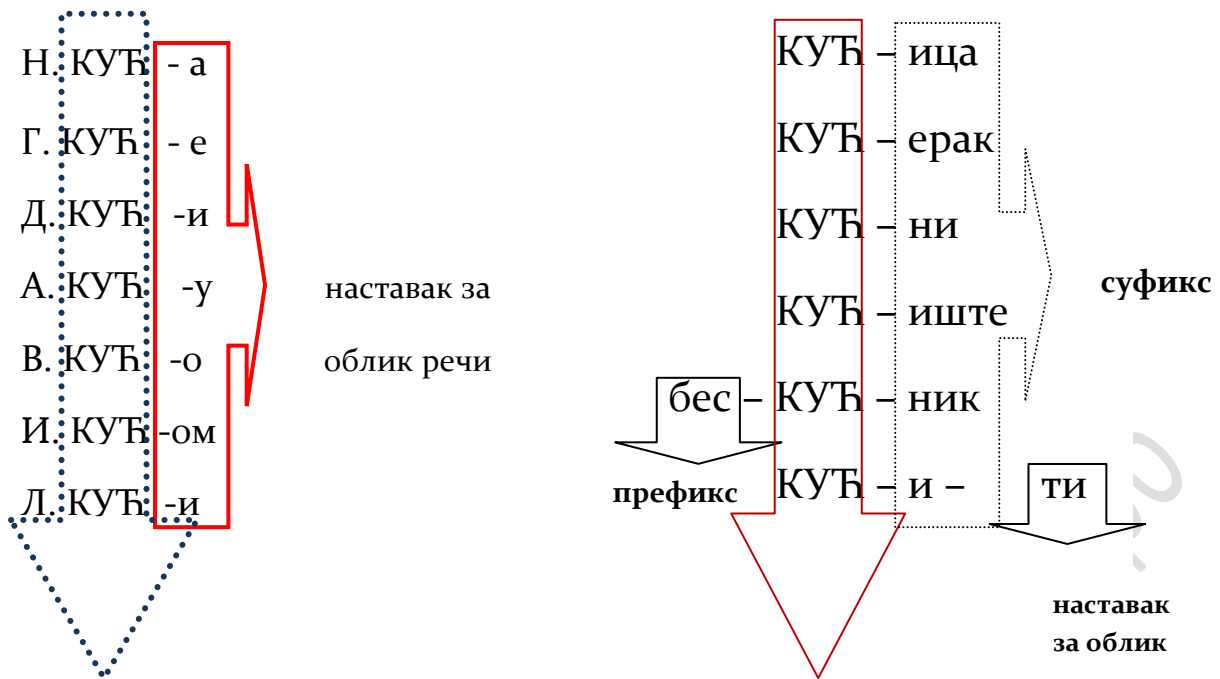 Н. КУЋ - а
Г. КУЋ - е
Д. КУЋ -и
А. КУЋ -у
В. КУЋ -о
И. КУЋ -ом
Л. КУЋ -и
наставак за
облик речи
КУЋ – ица
КУЋ – ерак
КУЋ – ни
КУЋ – иште
бес – КУЋ – ник
КУЋ – и – ти
суфикс
префикс
наставак
за облик